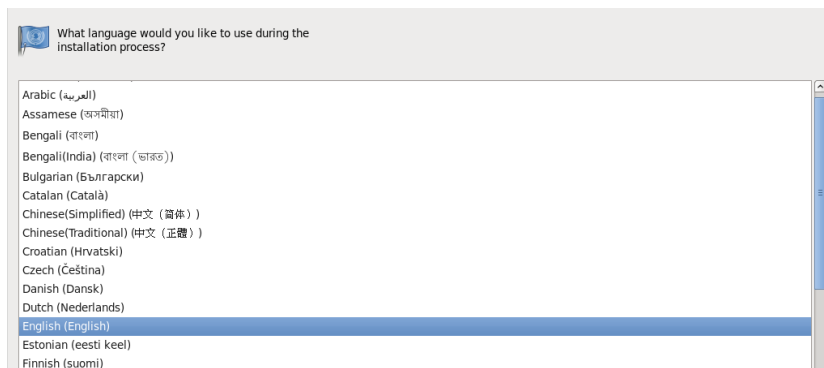 What language would you like to use during the
installation process?
Arabic (العربية)
Assamese (অসমীয়া)
Bengali (বাংলা)
Bengali(India) (বাংলা (ভারত))
Bulgarian (Български)
Catalan (Català)
Chinese(Simplified) (中文（简体）)
Chinese(Traditional) (中文（正體）)
Croatian (Hrvatski)
Czech (Čeština)
Danish (Dansk)
Dutch (Nederlands)
English (English)
Estonian (eesti keel)
Finnish (suomi)